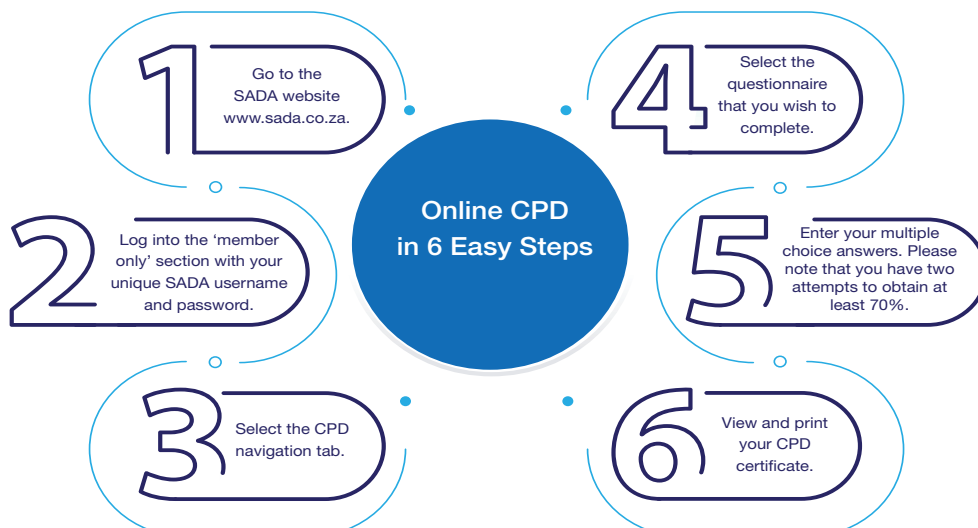 Online CPD
in 6 Easy Steps
1
Go to the
SADA website
www.sada.co.za.
2
Log into the ‘member
only’ section with your
unique SADA username
and password.
3
Select the CPD
navigation tab.
4
Select the
questionnaire
that you wish to
complete.
5
Enter your multiple
choice answers. Please
note that you have two
attempts to obtain at
least 70%.
6
View and print
your CPD
certificate.